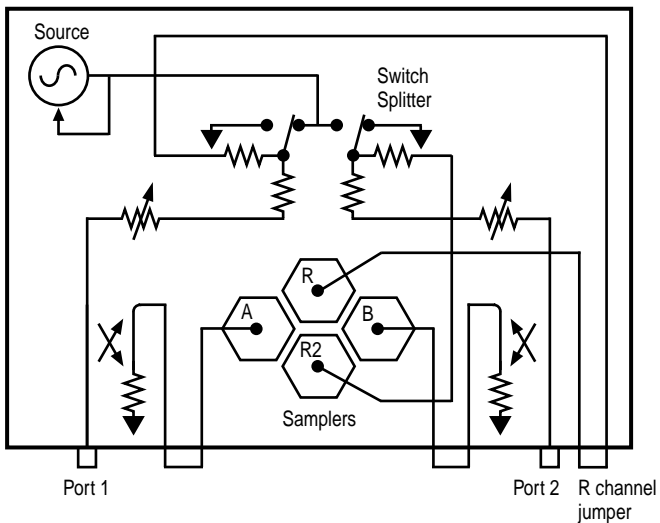 Source
Switch
Splitter
R
A
B
R2
Samplers
Port 1
Port 2
R channel
jumper